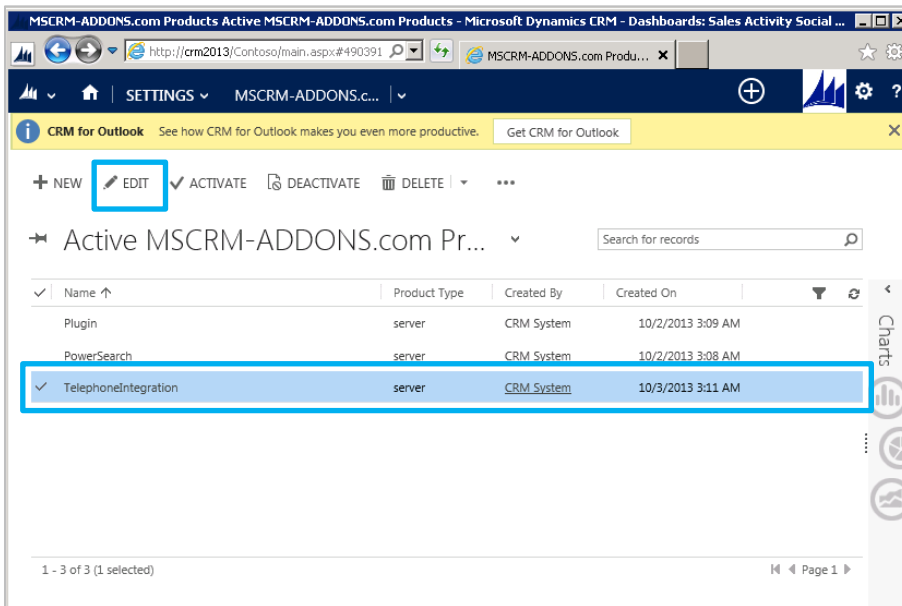 MSCRM-ADDONS.com Products Active MSCRM-ADDONS.com Products - Microsoft Dynamics CRM - Dashboards: Sales Activity Social ...
http://crm2013/Contoso/main.aspx#490391 MSCRM-ADDONS.com Produ...
SETTINGS MSCRM-ADDONS.c... ?
CRM for Outlook See how CRM for Outlook makes you even more productive. Get CRM for Outlook
NEW EDIT ACTIVATE DEACTIVATE DELETE ...
Active MSCRM-ADDONS.com Pr... Search for records
Name Product Type Created By Created On
Plugin server CRM System 10/2/2013 3:09 AM
PowerSearch server CRM System 10/2/2013 3:08 AM
TelephoneIntegration server CRM System 10/3/2013 3:11 AM
Charts
1 - 3 of 3 (1 selected) Page 1